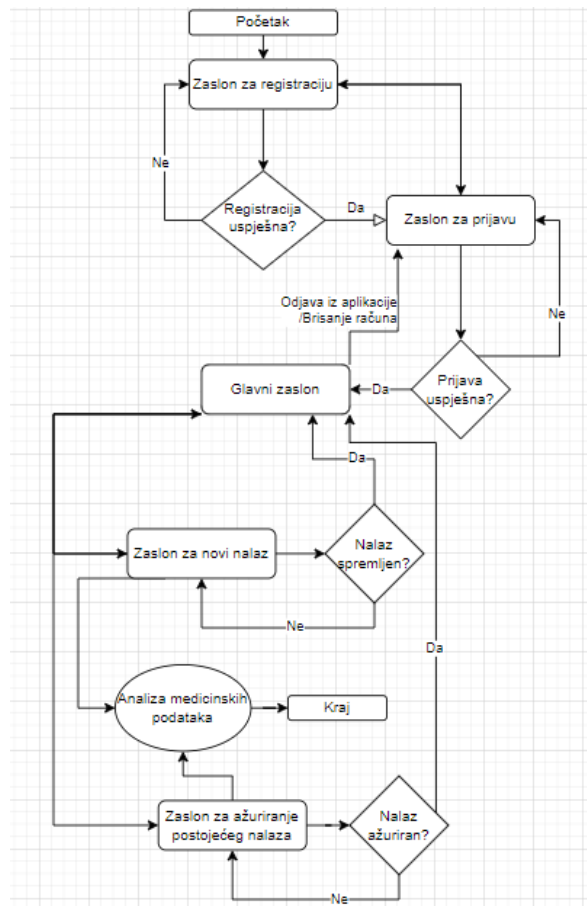 Početak
Zaslon za registraciju
Ne
Registracija
uspješna?
Da
Zaslon za prijavu
Odjava iz aplikacije
/Brisanje računa
Ne
Glavni zaslon
Da
Prijava
uspješna?
Da
Zaslon za novi nalaz
Nalaz
spremljen?
Ne
Da
Analiza medicinskih
podataka
Kraj
Zaslon za ažuriranje
postojećeg nalaza
Nalaz
ažuriran?
Ne